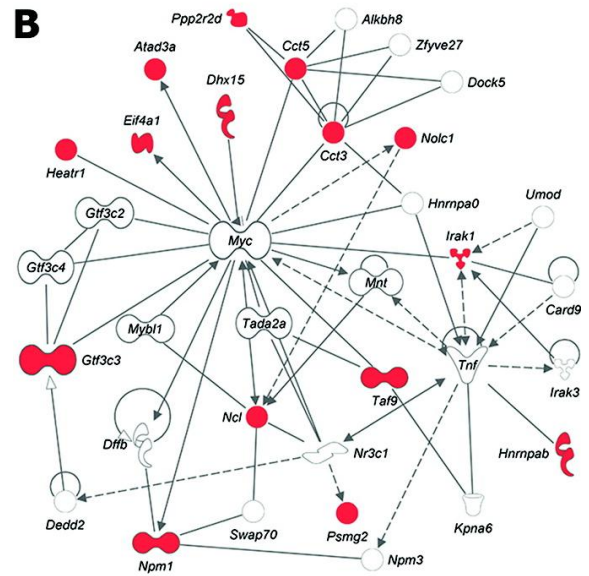 B
Ppp2r2d
Alkbh8
Cct5
Zfyve27
Atad3a
Dhx15
Dock5
Eif4a1
Nolc1
Cct3
Heatr1
Umod
Hnrnpa0
Gtf3c2
Irak1
Myc
Gtf3c4
Mnt
Card9
Mybl1
Tada2a
Gtf3c3
Tnf
Irak3
Taf9
Ncl
Dffb
Nr3c1
Hnrnpab
Dedd2
Swap70
Psmg2
Kpna6
Npm1
Npm3